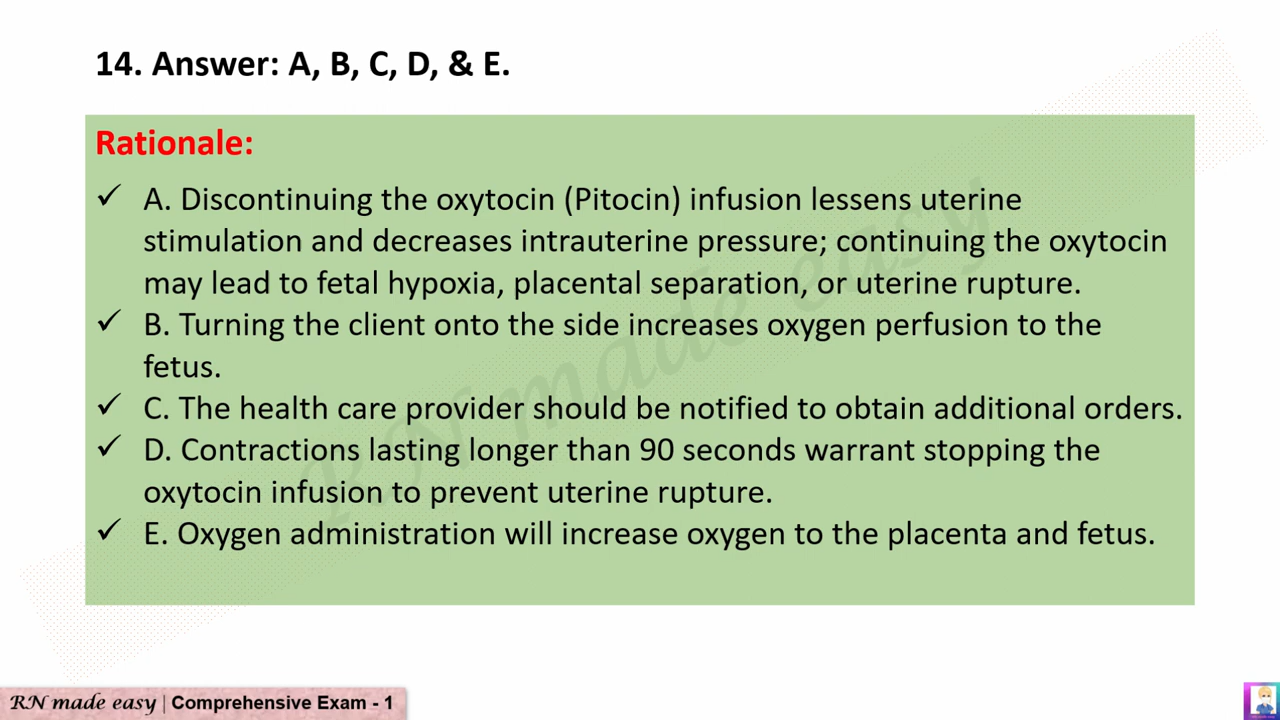 14. Answer: A, B, C, D, & E.
Rationale:
✓ A. Discontinuing the oxytocin (Pitocin) infusion lessens uterine
stimulation and decreases intrauterine pressure; continuing the oxytocin
may lead to fetal hypoxia, placental separation, or uterine rupture.
✓ B. Turning the client onto the side increases oxygen perfusion to the
fetus.
✓ C. The health care provider should be notified to obtain additional orders.
✓ D. Contractions lasting longer than 90 seconds warrant stopping the
oxytocin infusion to prevent uterine rupture.
✓ E. Oxygen administration will increase oxygen to the placenta and fetus.
RN made easy
RN made easy | Comprehensive Exam - 1